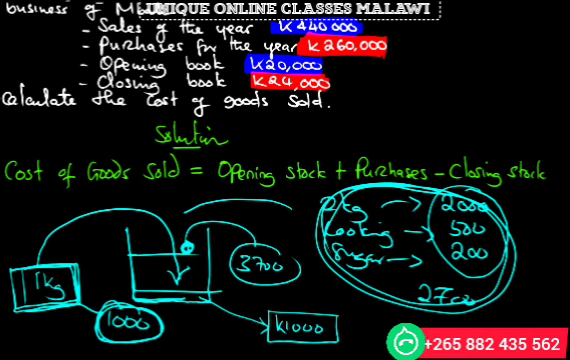 business of
UNIQUE ONLINE CLASSES MALAWI
- Sales of the year K440000
- purchases for the year K260,000
- Opening book K20,000
- Closing book K24,000
Calculate the Cost of goods sold.
Solution
Cost of Goods Sold = Opening stock + Purchases - Closing stock
2kg → 2000
Cooking → 500
Sugar → 200
2700
3700
1kg
1000
K1000
+265 882 435 562